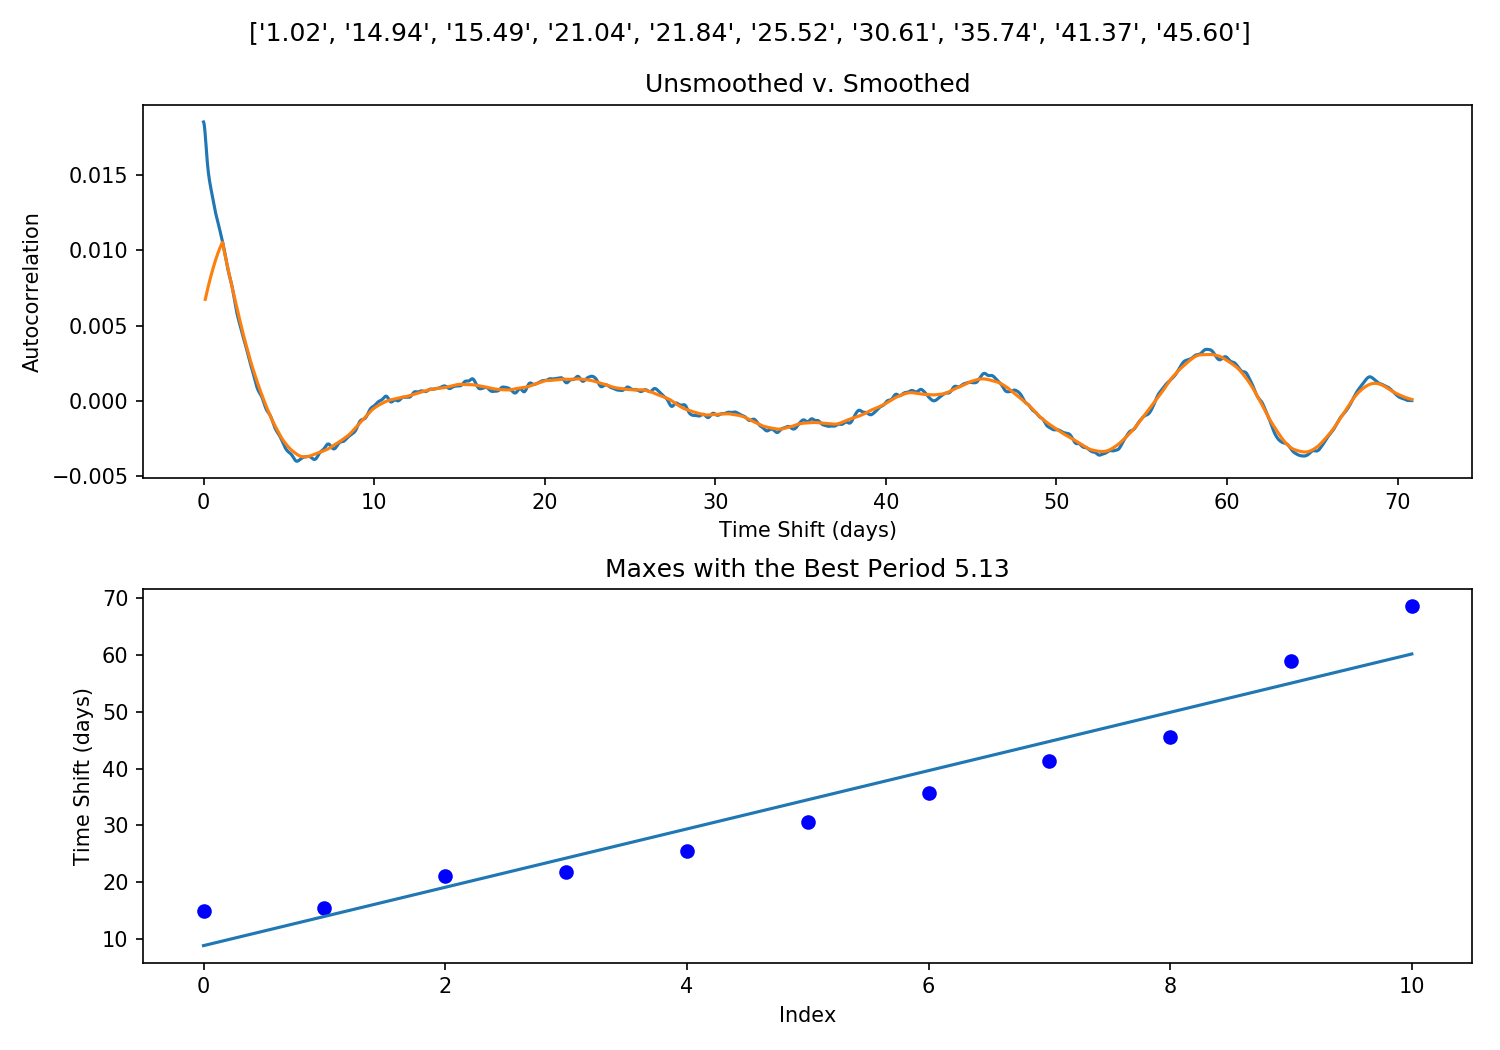 ['1.02', '14.94', '15.49', '21.04', '21.84', '25.52', '30.61', '35.74', '41.37', '45.60']
Unsmoothed v. Smoothed
Autocorrelation
0.015
0.010
0.005
0.000
−0.005
0 10 20 30 40 50 60 70
Time Shift (days)
Maxes with the Best Period 5.13
Time Shift (days)
70
60
50
40
30
20
10
0 2 4 6 8 10
Index